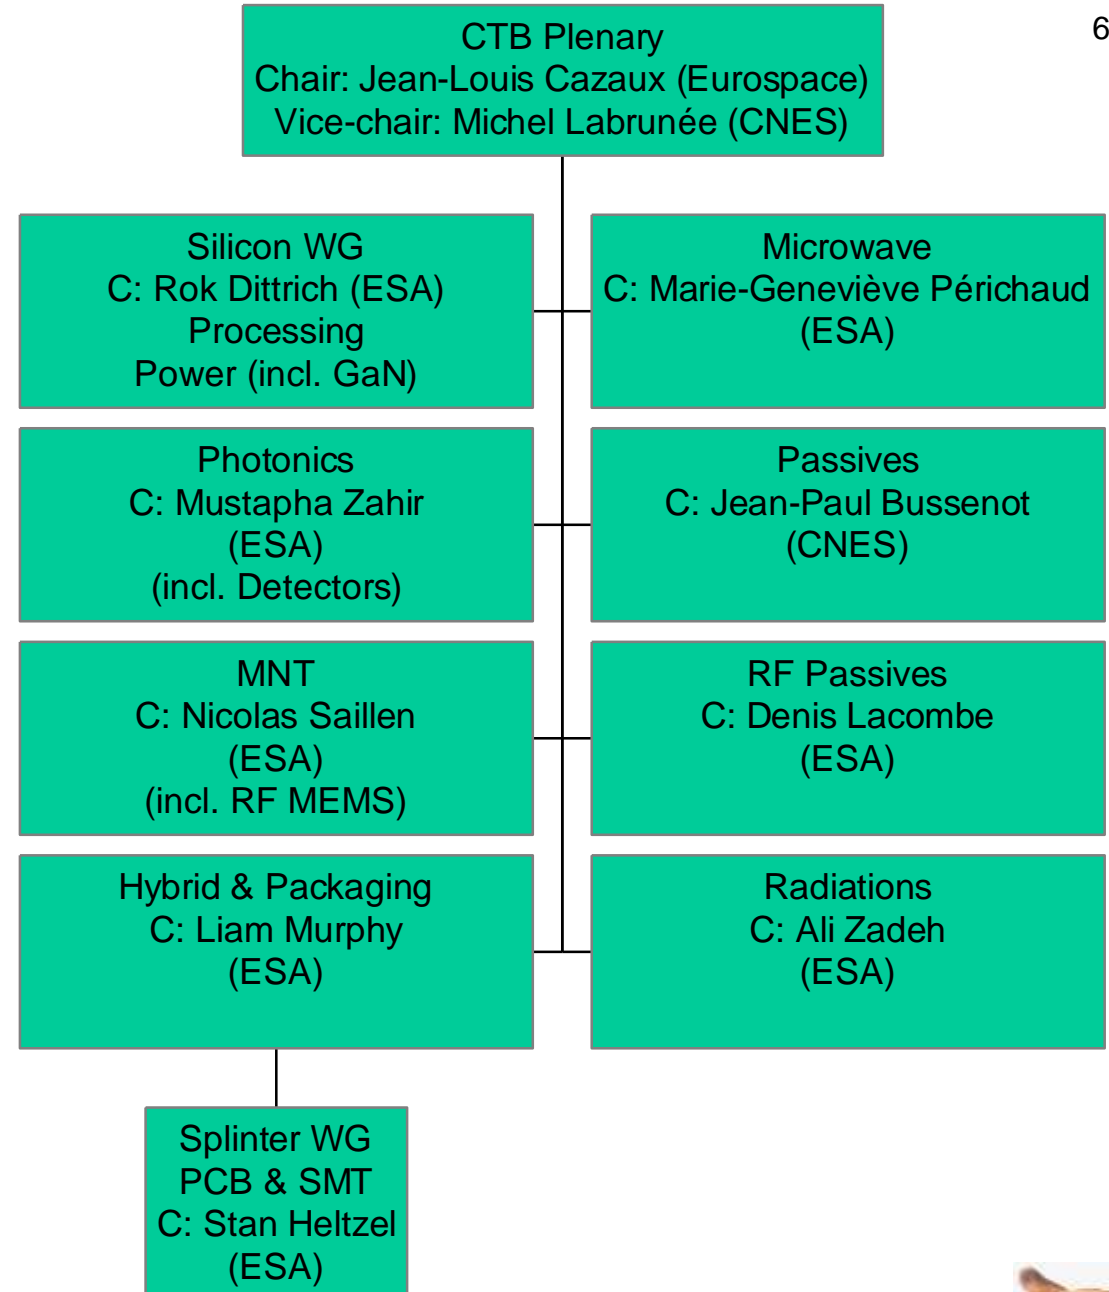 6
CTB Plenary
Chair: Jean-Louis Cazaux (Eurospace)
Vice-chair: Michel Labrunée (CNES)
Silicon WG
C: Rok Dittrich (ESA)
Processing
Power (incl. GaN)
Microwave
C: Marie-Geneviève Périchaud
(ESA)
Photonics
C: Mustapha Zahir
(ESA)
(incl. Detectors)
Passives
C: Jean-Paul Bussenot
(CNES)
MNT
C: Nicolas Saillen
(ESA)
(incl. RF MEMS)
RF Passives
C: Denis Lacombe
(ESA)
Hybrid & Packaging
C: Liam Murphy
(ESA)
Radiations
C: Ali Zadeh
(ESA)
Splinter WG
PCB & SMT
C: Stan Heltzel
(ESA)